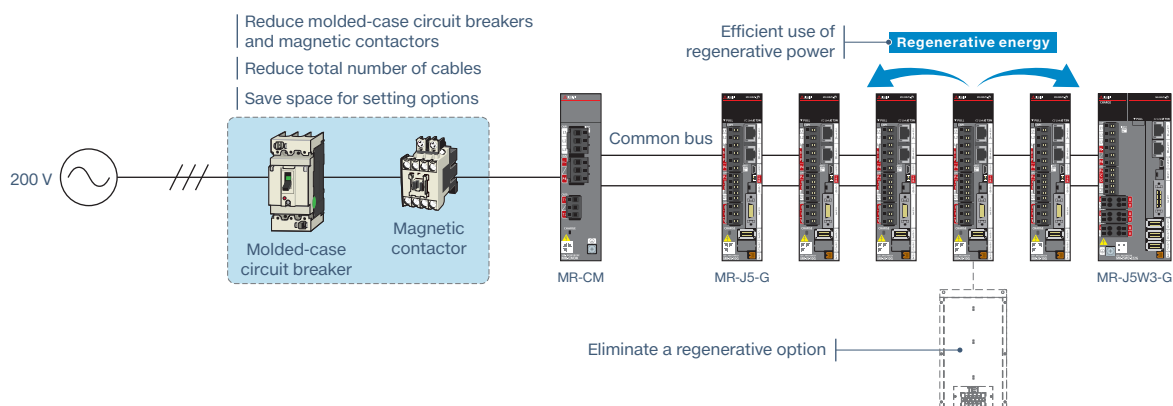 Reduce molded-case circuit breakers
and magnetic contactors
Reduce total number of cables
Save space for setting options
Efficient use of
regenerative power
Regenerative energy
200 V
Common bus
Molded-case
circuit breaker
Magnetic
contactor
MR-CM
MR-J5-G
MR-J5W3-G
Eliminate a regenerative option